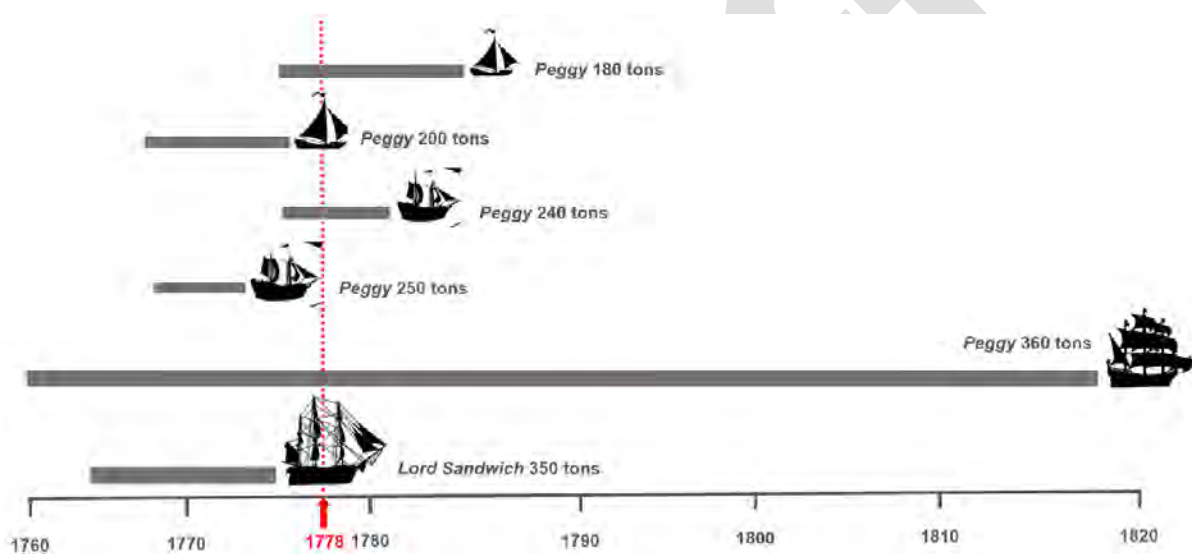 Peggy 180 tons
Peggy 200 tons
Peggy 240 tons
Peggy 250 tons
Peggy 360 tons
Lord Sandwich 350 tons
1760 1770 1778 1780 1790 1800 1810 1820